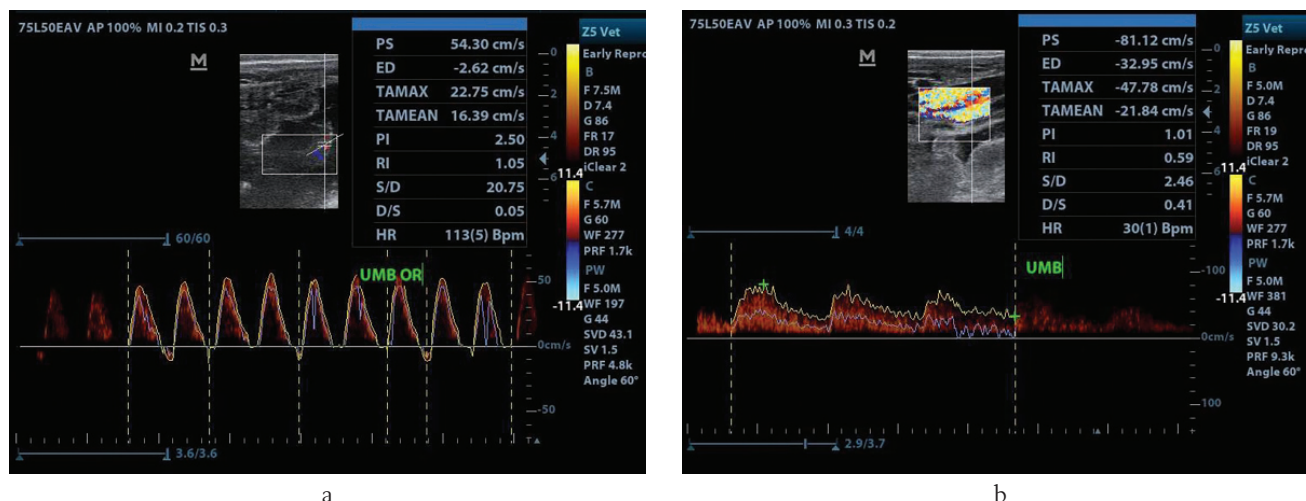 75L50EAV AP 100% MI 0.2 TIS 0.3
M
PS 54.30 cm/s
ED -2.62 cm/s
TAMAX 22.75 cm/s
TAMEAN 16.39 cm/s
PI 2.50
RI 1.05
S/D 20.75
D/S 0.05
HR 113(5) Bpm
60/60
UMB OR
3.6/3.6
0
2
4
6
50
0cm/s
-50
Z5 Vet
Early Repro
B
F 7.5M
D 7.4
G 86
FR 17
DR 95
iClear 2
11.4
C
F 5.7M
G 60
WF 277
PRF 1.7k
PW
F 5.0M
-11.4
WF 197
G 44
SVD 43.1
SV 1.5
PRF 4.8k
Angle 60°
a
75L50EAV AP 100% MI 0.3 TIS 0.2
M
PS -81.12 cm/s
ED -32.95 cm/s
TAMAX -47.78 cm/s
TAMEAN -21.84 cm/s
PI 1.01
RI 0.59
S/D 2.46
D/S 0.41
HR 30(1) Bpm
4/4
UMB
2.9/3.7
0
2
4
6
-100
0cm/s
100
Z5 Vet
Early Repro
B
F 5.0M
D 7.4
G 86
FR 19
DR 95
iClear 2
11.4
C
F 5.7M
G 60
WF 277
PRF 1.7k
PW
F 5.0M
-11.4
WF 381
G 44
SVD 30.2
SV 1.5
PRF 9.3k
Angle 60°
b